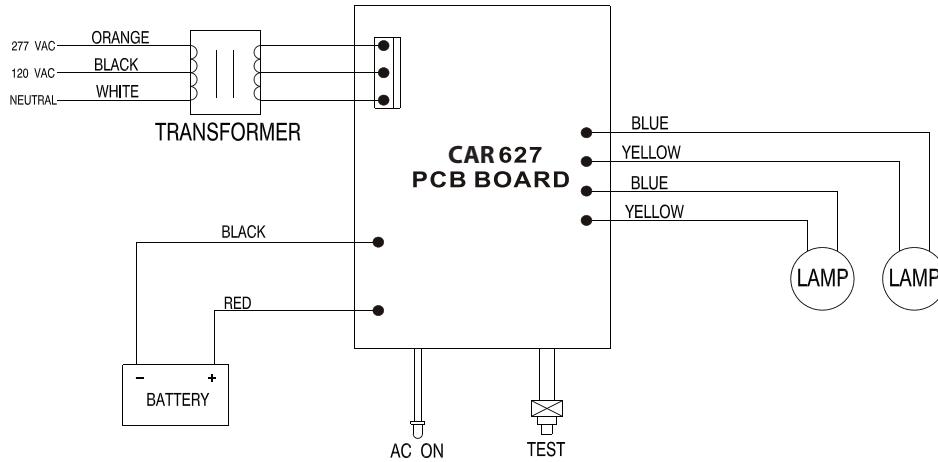 277 VAC
ORANGE
120 VAC
BLACK
NEUTRAL
WHITE
TRANSFORMER
CAR 627
PCB BOARD
BLUE
YELLOW
BLUE
YELLOW
LAMP
LAMP
BLACK
RED
- +
BATTERY
AC ON
TEST